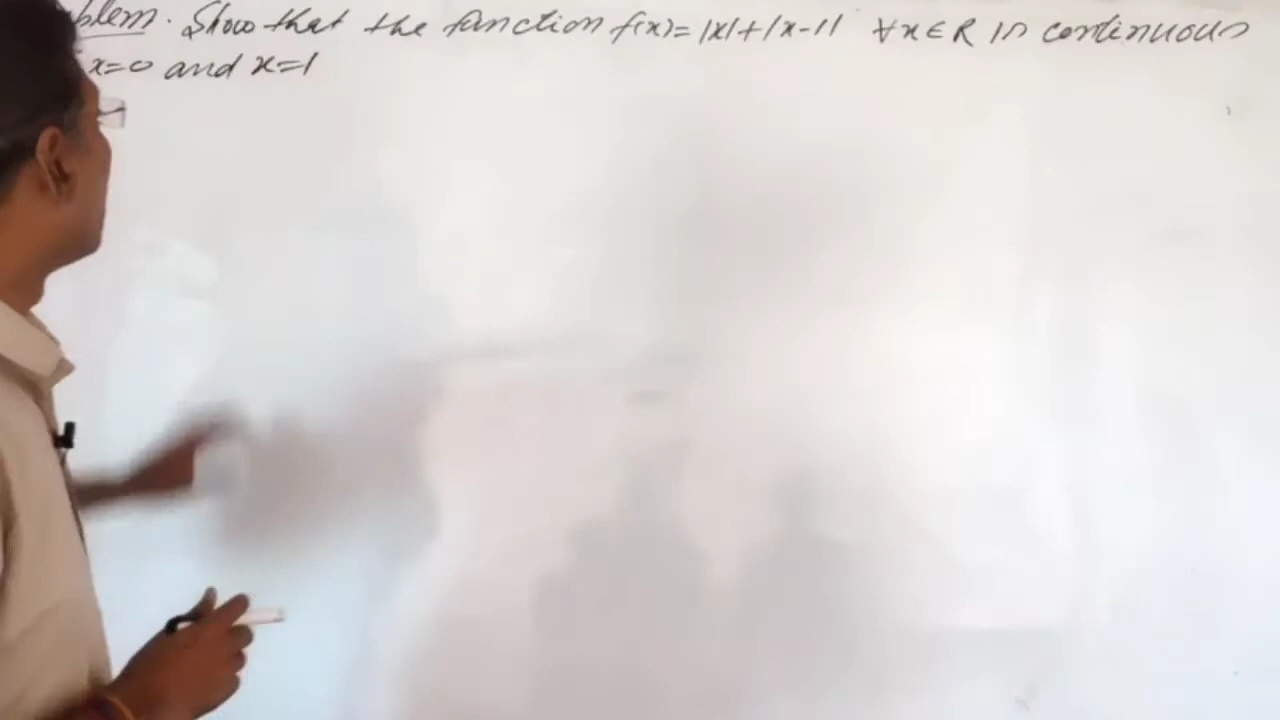 blem. Show that the function f(x)= |x|+|x-1| ∀x∈R is continuous
x=0 and x=1